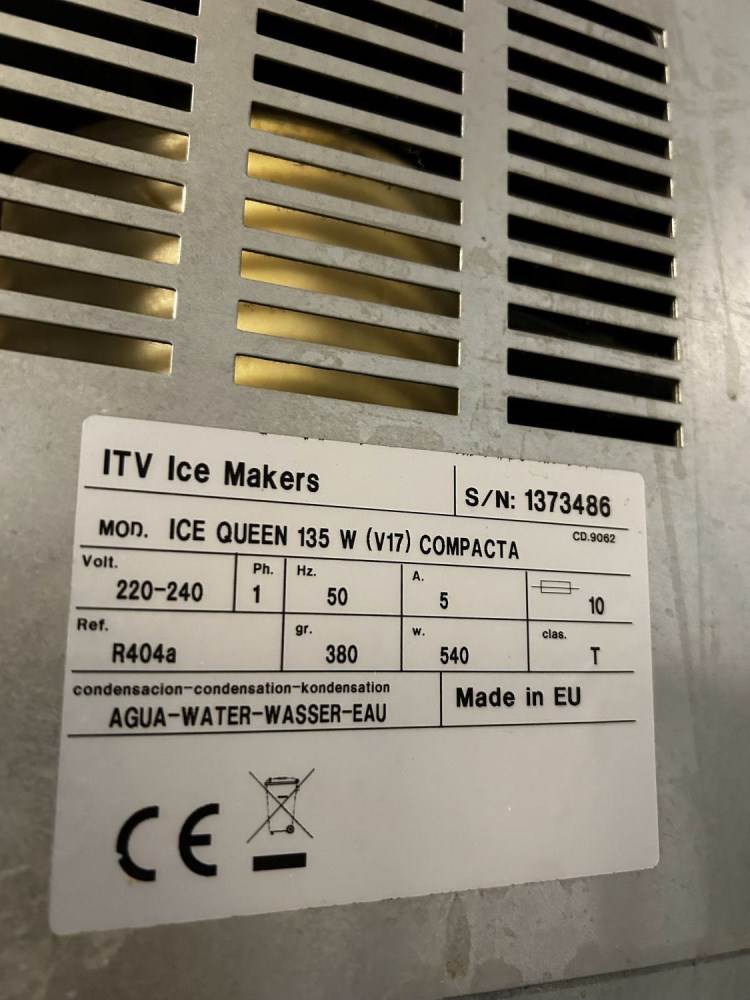 ITV Ice Makers
S/N: 1373486
MOD. ICE QUEEN 135 W (V17) COMPACTA
CD.9062
Volt. 220-240
Ph. 1
Hz. 50
A. 5
10
Ref. R404a
gr. 380
w. 540
clas. T
condensacion-condensation-kondensation
AGUA-WATER-WASSER-EAU
Made in EU
CE